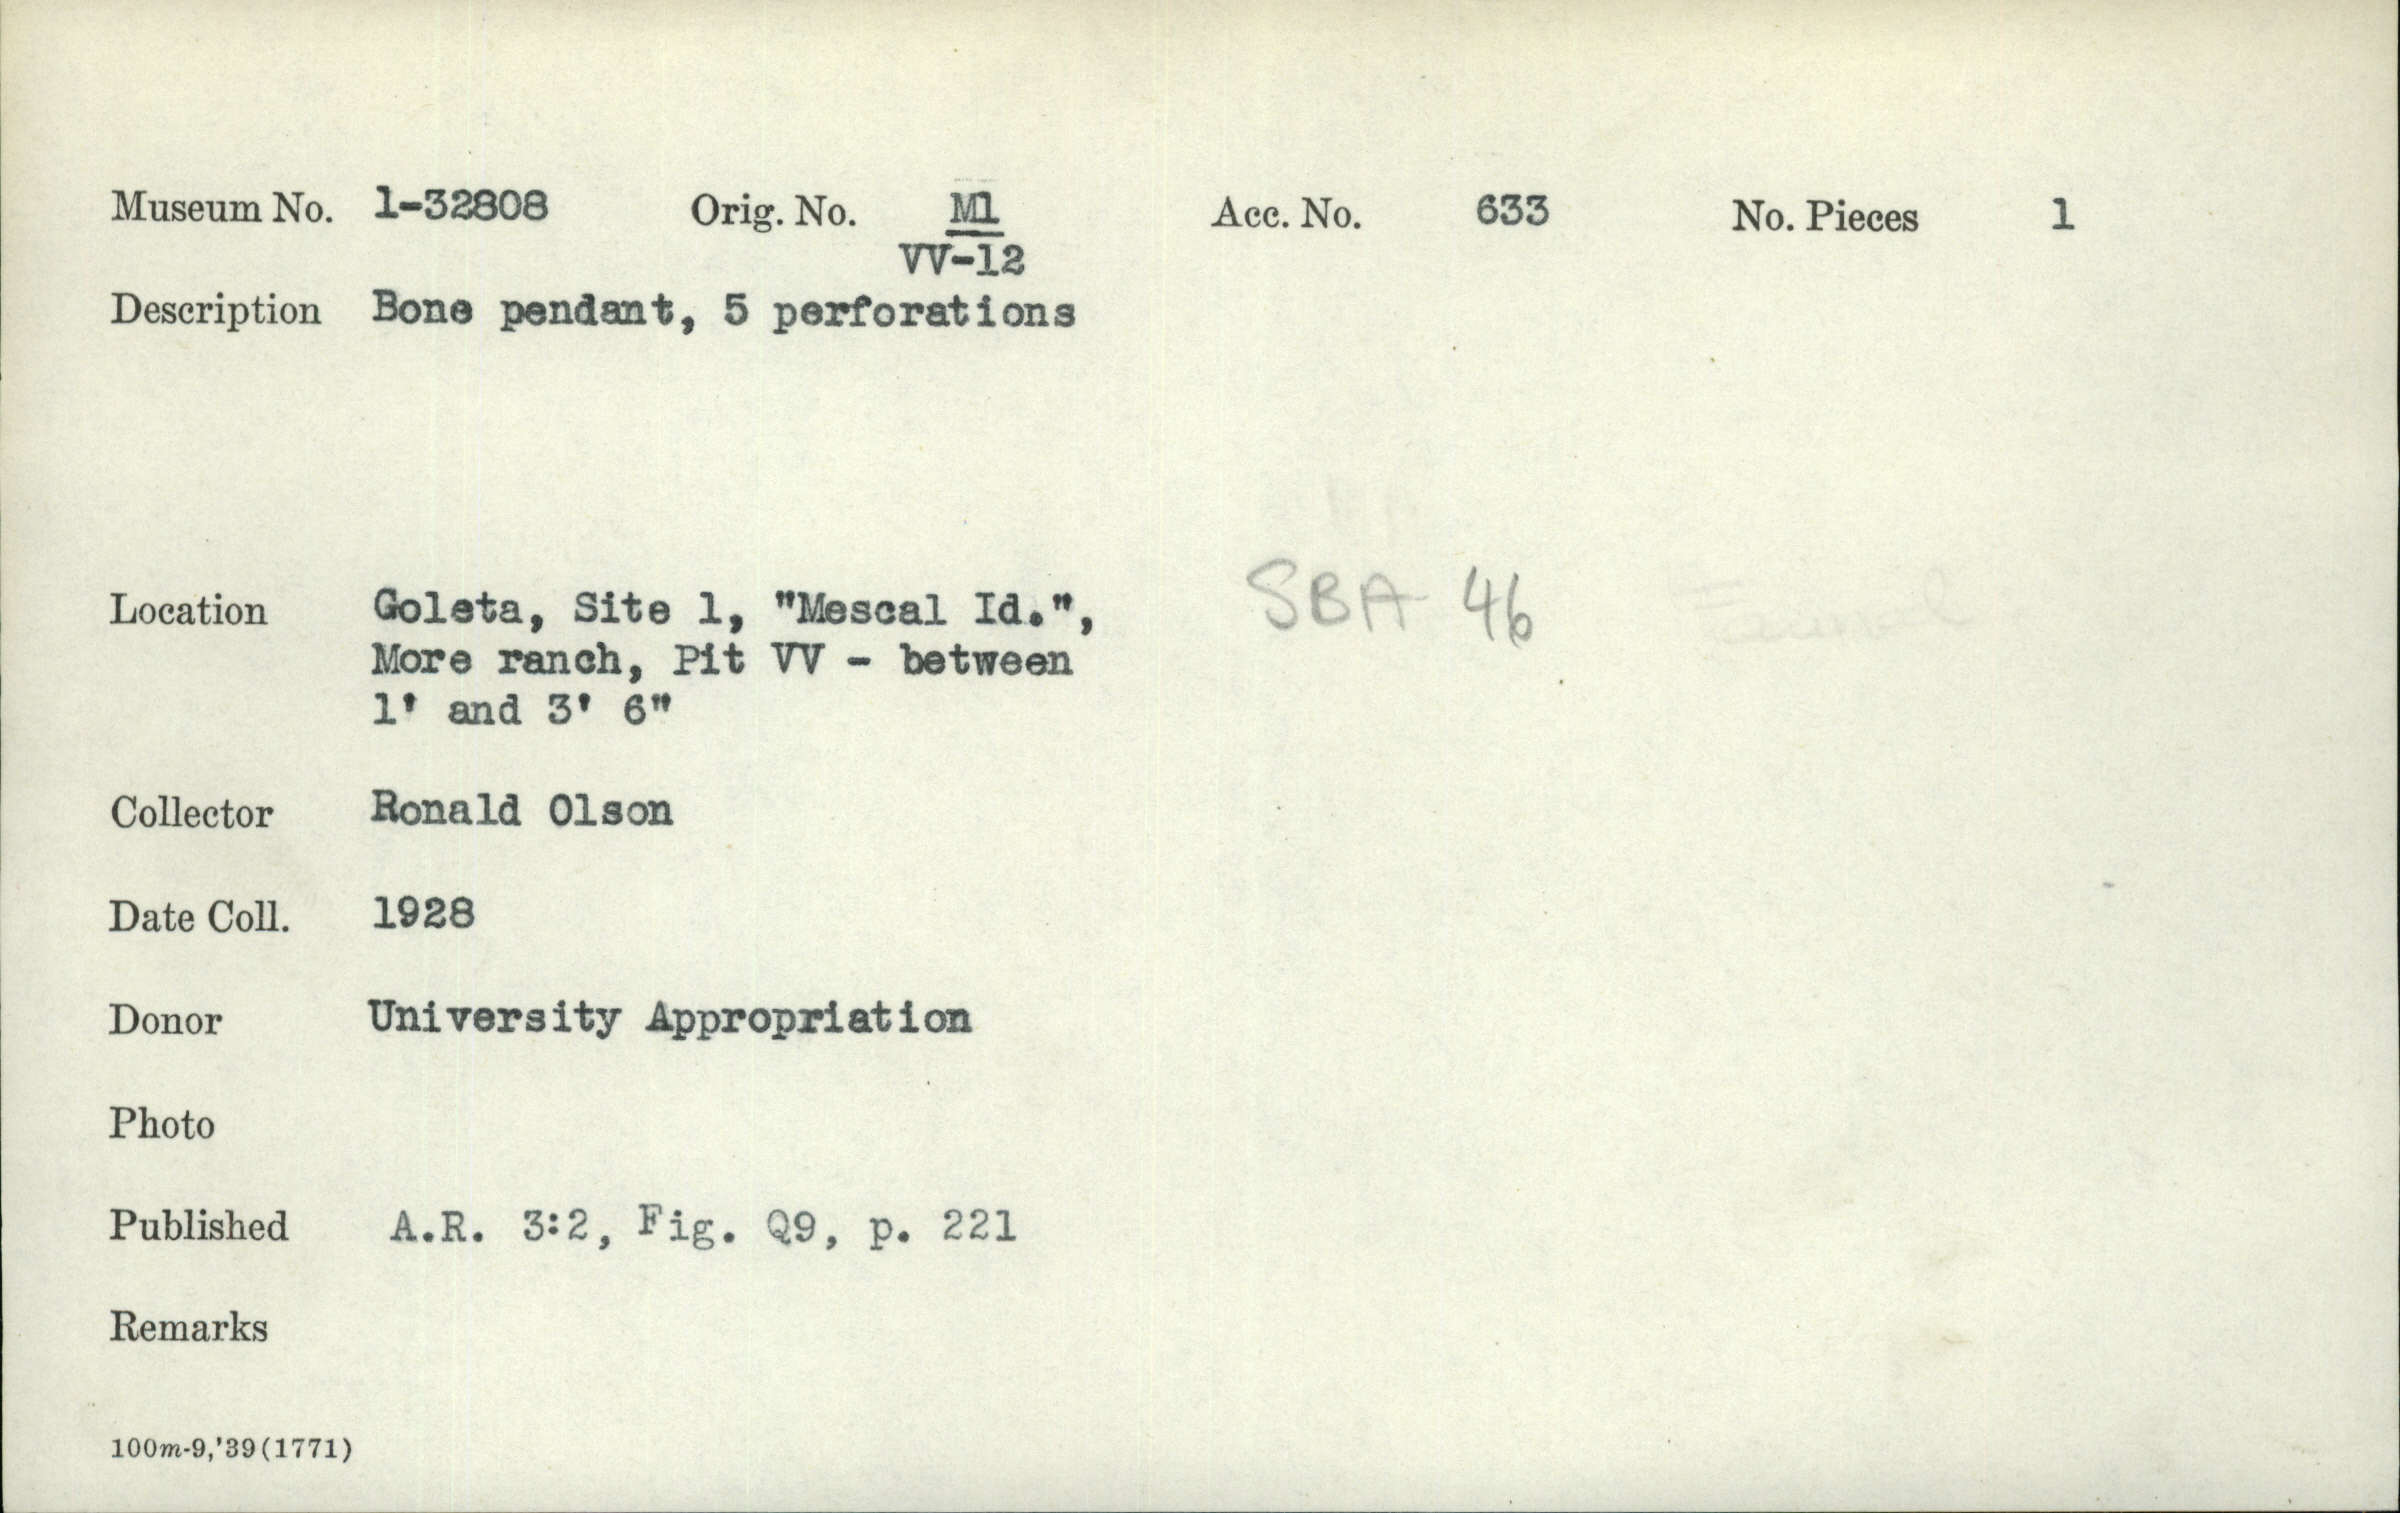 Museum No. 1-32808 Orig. No. M1 Acc. No. 633 No. Pieces 1
VV-12
Description Bone pendant, 5 perforations
Location Goleta, Site 1, "Mescal Id.", SBA 46
More ranch, Pit VV - between
1' and 3' 6"
Collector Ronald Olson
Date Coll. 1928
Donor University Appropriation
Photo
Published A.R. 3:2, Fig. Q9, p. 221
Remarks
100m-9,'39(1771)